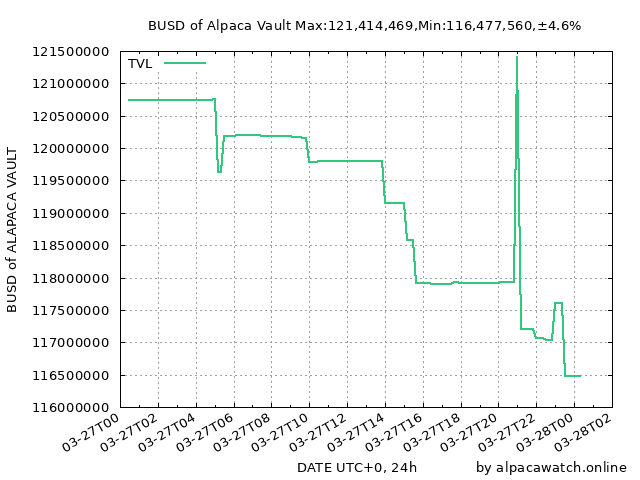 BUSD of Alpaca Vault Max:121,414,469,Min:116,477,560,±4.6%
TVL
121500000
121000000
120500000
120000000
119500000
119000000
118500000
118000000
117500000
117000000
116500000
116000000
BUSD of ALAPACA VAULT
03-27T00
03-27T02
03-27T04
03-27T06
03-27T08
03-27T10
03-27T12
03-27T14
03-27T16
03-27T18
03-27T20
03-27T22
03-28T00
03-28T02
DATE UTC+0, 24h
by alpacawatch.online